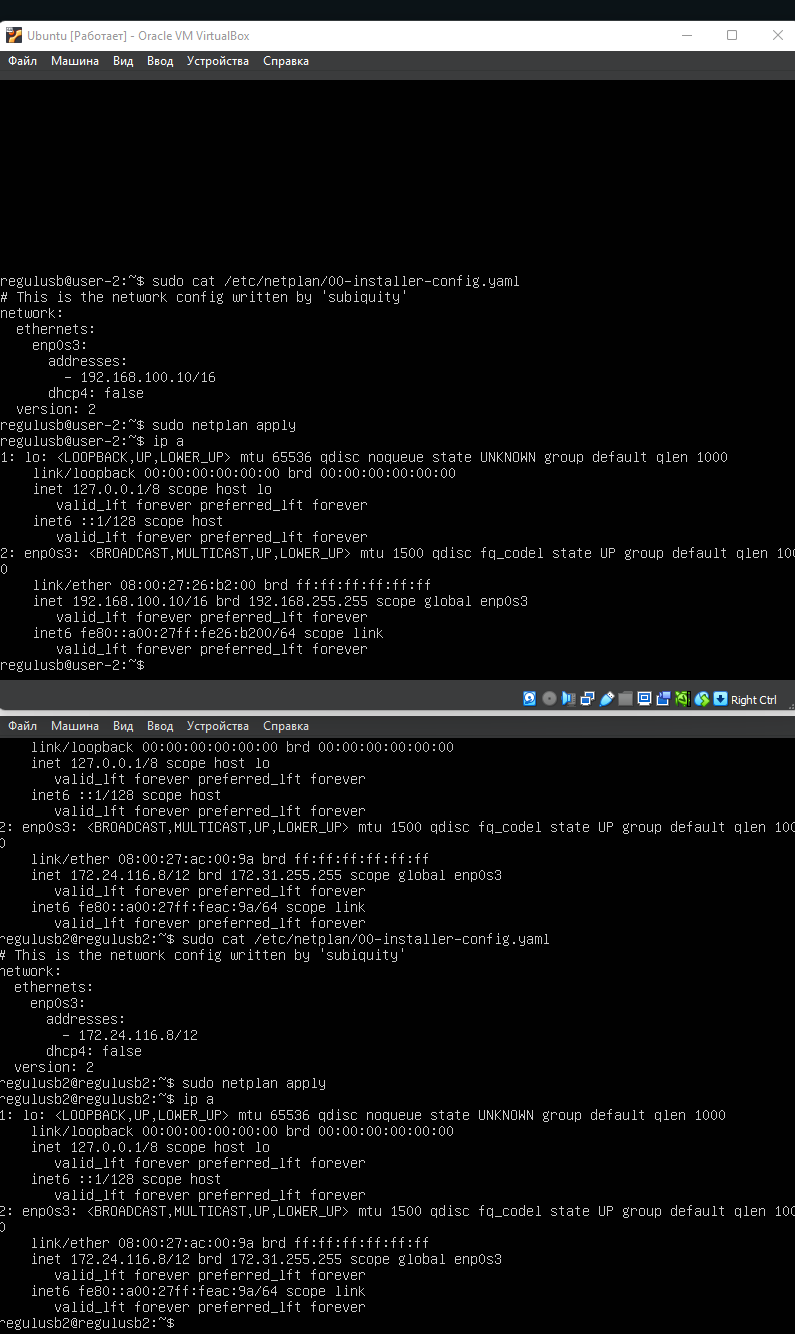 Ubuntu [Работает] - Oracle VM VirtualBox
Файл Машина Вид Ввод Устройства Справка
regulusb@user-2:~$ sudo cat /etc/netplan/00-installer-config.yaml
# This is the network config written by 'subiquity'
network:
  ethernets:
    enp0s3:
      addresses:
        - 192.168.100.10/16
      dhcp4: false
  version: 2
regulusb@user-2:~$ sudo netplan apply
regulusb@user-2:~$ ip a
1: lo: <LOOPBACK,UP,LOWER_UP> mtu 65536 qdisc noqueue state UNKNOWN group default qlen 1000
    link/loopback 00:00:00:00:00:00 brd 00:00:00:00:00:00
    inet 127.0.0.1/8 scope host lo
       valid_lft forever preferred_lft forever
    inet6 ::1/128 scope host
       valid_lft forever preferred_lft forever
2: enp0s3: <BROADCAST,MULTICAST,UP,LOWER_UP> mtu 1500 qdisc fq_codel state UP group default qlen 100
0
    link/ether 08:00:27:26:b2:00 brd ff:ff:ff:ff:ff:ff
    inet 192.168.100.10/16 brd 192.168.255.255 scope global enp0s3
       valid_lft forever preferred_lft forever
    inet6 fe80::a00:27ff:fe26:b200/64 scope link
       valid_lft forever preferred_lft forever
regulusb@user-2:~$
Right Ctrl
Файл Машина Вид Ввод Устройства Справка
    link/loopback 00:00:00:00:00:00 brd 00:00:00:00:00:00
    inet 127.0.0.1/8 scope host lo
       valid_lft forever preferred_lft forever
    inet6 ::1/128 scope host
       valid_lft forever preferred_lft forever
2: enp0s3: <BROADCAST,MULTICAST,UP,LOWER_UP> mtu 1500 qdisc fq_codel state UP group default qlen 100
0
    link/ether 08:00:27:ac:00:9a brd ff:ff:ff:ff:ff:ff
    inet 172.24.116.8/12 brd 172.31.255.255 scope global enp0s3
       valid_lft forever preferred_lft forever
    inet6 fe80::a00:27ff:feac:9a/64 scope link
       valid_lft forever preferred_lft forever
regulusb2@regulusb2:~$ sudo cat /etc/netplan/00-installer-config.yaml
# This is the network config written by 'subiquity'
network:
  ethernets:
    enp0s3:
      addresses:
        - 172.24.116.8/12
      dhcp4: false
  version: 2
regulusb2@regulusb2:~$ sudo netplan apply
regulusb2@regulusb2:~$ ip a
1: lo: <LOOPBACK,UP,LOWER_UP> mtu 65536 qdisc noqueue state UNKNOWN group default qlen 1000
    link/loopback 00:00:00:00:00:00 brd 00:00:00:00:00:00
    inet 127.0.0.1/8 scope host lo
       valid_lft forever preferred_lft forever
    inet6 ::1/128 scope host
       valid_lft forever preferred_lft forever
2: enp0s3: <BROADCAST,MULTICAST,UP,LOWER_UP> mtu 1500 qdisc fq_codel state UP group default qlen 100
0
    link/ether 08:00:27:ac:00:9a brd ff:ff:ff:ff:ff:ff
    inet 172.24.116.8/12 brd 172.31.255.255 scope global enp0s3
       valid_lft forever preferred_lft forever
    inet6 fe80::a00:27ff:feac:9a/64 scope link
       valid_lft forever preferred_lft forever
regulusb2@regulusb2:~$